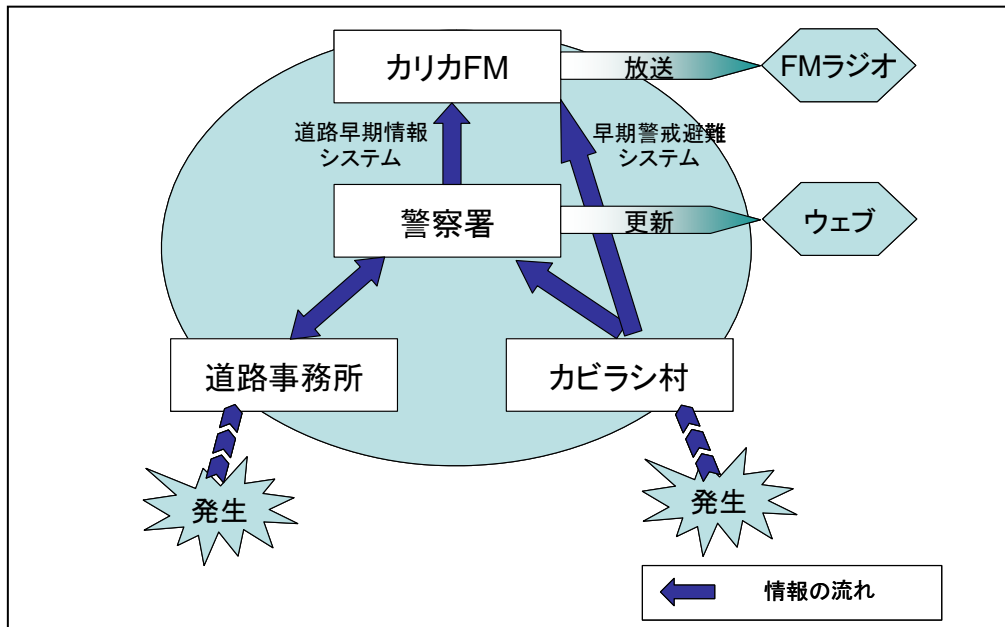 カリカFM
放送
FMラジオ
道路早期情報
システム
早期警戒避難
システム
警察署
更新
ウェブ
道路事務所
カビラシ村
発生
発生
情報の流れ